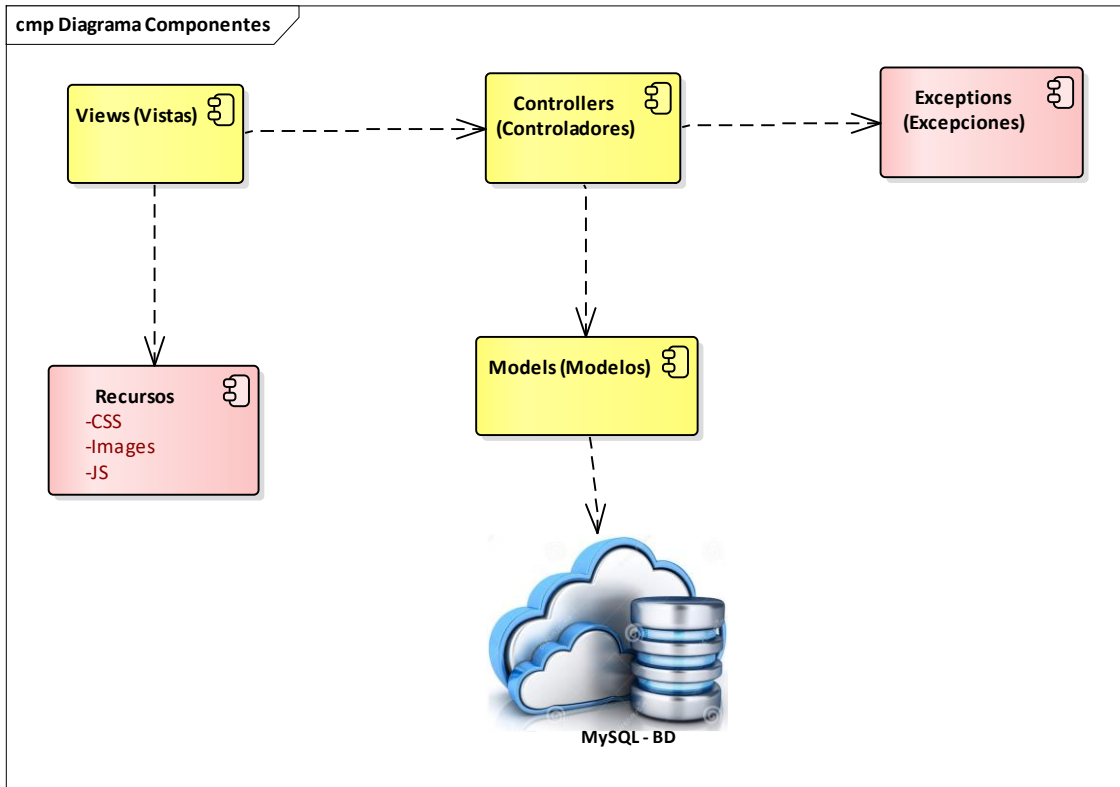 cmp Diagrama Componentes
Views (Vistas)
Controllers
(Controladores)
Exceptions
(Excepciones)
Recursos
-CSS
-Images
-JS
Models (Modelos)
MySQL - BD